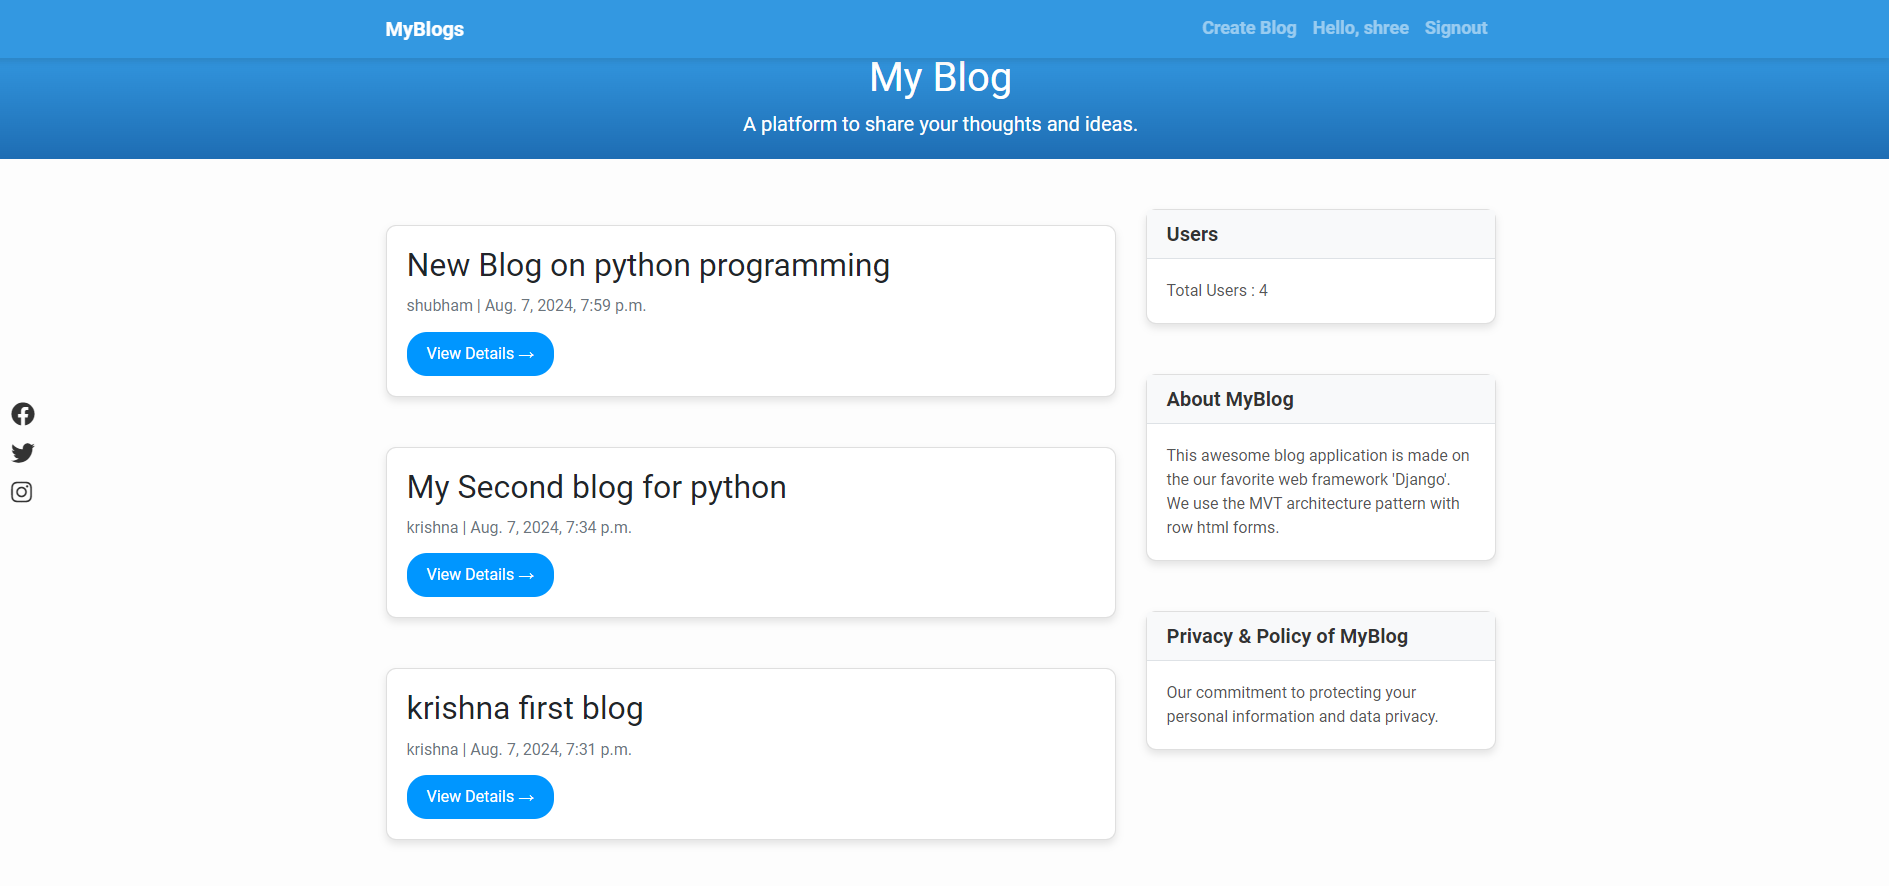 MyBlogs
Create Blog
Hello, shree
Signout
My Blog
A platform to share your thoughts and ideas.
New Blog on python programming
shubham | Aug. 7, 2024, 7:59 p.m.
View Details →
My Second blog for python
krishna | Aug. 7, 2024, 7:34 p.m.
View Details →
krishna first blog
krishna | Aug. 7, 2024, 7:31 p.m.
View Details →
Users
Total Users : 4
About MyBlog
This awesome blog application is made on
the our favorite web framework 'Django'.
We use the MVT architecture pattern with
row html forms.
Privacy & Policy of MyBlog
Our commitment to protecting your
personal information and data privacy.